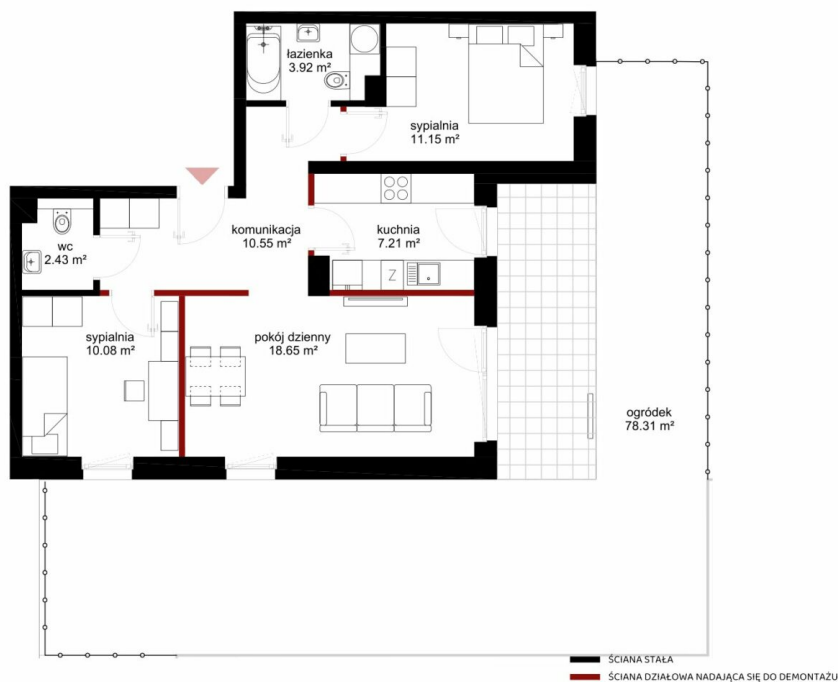 łazienka
3.92 m²
sypialnia
11.15 m²
komunikacja
10.55 m²
kuchnia
7.21 m²
wc
2.43 m²
Z
sypialnia
10.08 m²
pokój dzienny
18.65 m²
ogródek
78.31 m²
ŚCIANA STAŁA
ŚCIANA DZIAŁOWA NADAJĄCA SIĘ DO DEMONTAŻU